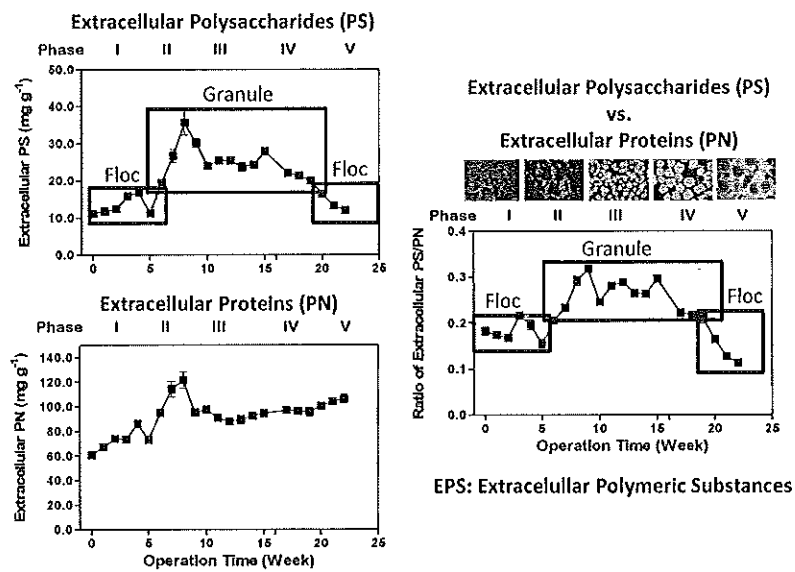 Extracellular Polysaccharides (PS)
Phase I II III IV V
50.0
40.0
30.0
20.0
10.0
0.0
Extracellular PS (mg g-1)
Granule
Floc
Floc
0 5 10 15 20 25
Extracellular Proteins (PN)
Phase I II III IV V
140.0
120.0
100.0
80.0
60.0
40.0
20.0
0.0
Extracellular PN (mg g-1)
0 5 10 15 20 25
Operation Time (Week)
Extracellular Polysaccharides (PS)
vs.
Extracellular Proteins (PN)
Phase I II III IV V
0.4
0.3
0.2
0.1
0.0
Ratio of Extracellular PS/PN
Granule
Floc
Floc
0 5 10 15 20 25
Operation Time (Week)
EPS: Extracelullar Polymeric Substances